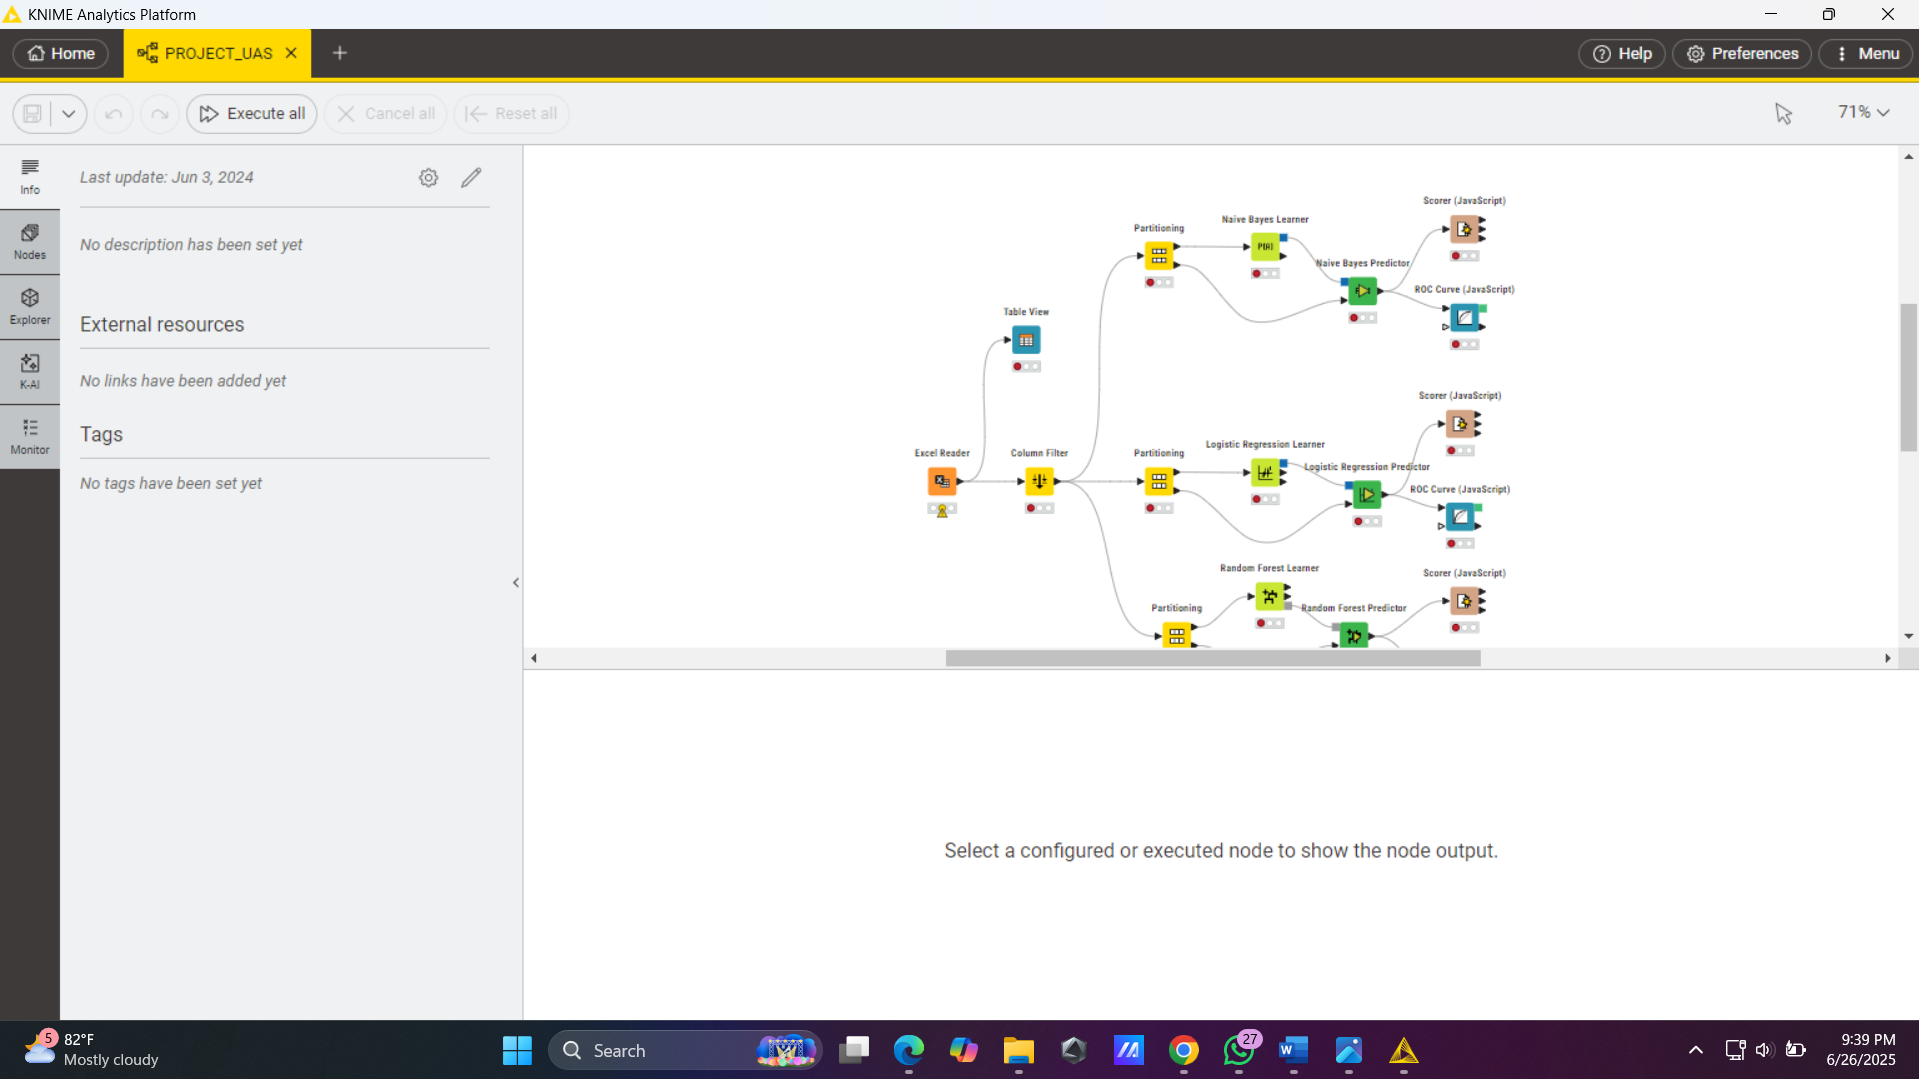 KNIME Analytics Platform
Home
PROJECT_UAS
Help
Preferences
Menu
Execute all
Cancel all
Reset all
71%
Info
Nodes
Explorer
K-AI
Monitor
Last update: Jun 3, 2024
No description has been set yet
External resources
No links have been added yet
Tags
No tags have been set yet
Scorer (JavaScript)
Naive Bayes Learner
Partitioning
P(A)
Naive Bayes Predictor
ROC Curve (JavaScript)
Table View
Scorer (JavaScript)
Logistic Regression Learner
Excel Reader
Column Filter
Partitioning
Logistic Regression Predictor
ROC Curve (JavaScript)
Random Forest Learner
Scorer (JavaScript)
Partitioning
Random Forest Predictor
Select a configured or executed node to show the node output.
5
82°F
Mostly cloudy
Search
27
9:39 PM
6/26/2025